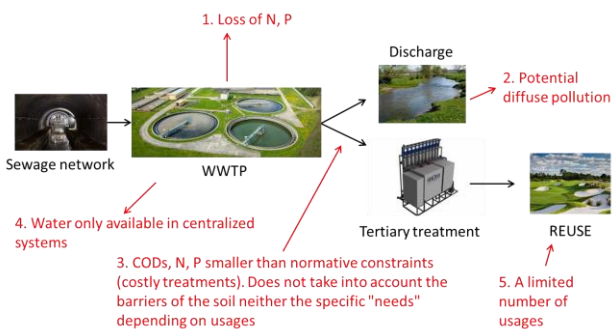 1. Loss of N, P
Discharge
2. Potential
diffuse pollution
Sewage network
WWTP
Tertiary treatment
REUSE
4. Water only available in centralized
systems
3. CODs, N, P smaller than normative constraints
(costly treatments). Does not take into account the
barriers of the soil neither the specific "needs"
depending on usages
5. A limited
number of
usages